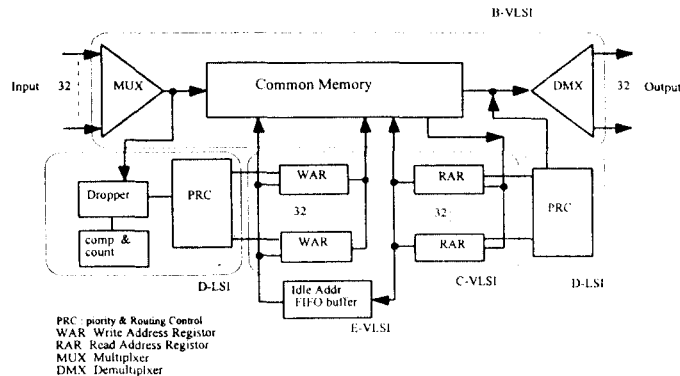 B-VLSI
Input 32 MUX Common Memory DMX 32 Output
Dropper PRC WAR RAR PRC
32 32
comp & count WAR RAR
D-LSI Idle Addr FIFO buffer C-VLSI D-LSI
E-VLSI
PRC : piority & Routing Control
WAR Write Address Registor
RAR Read Address Registor
MUX Multiplxer
DMX Demultiplxer